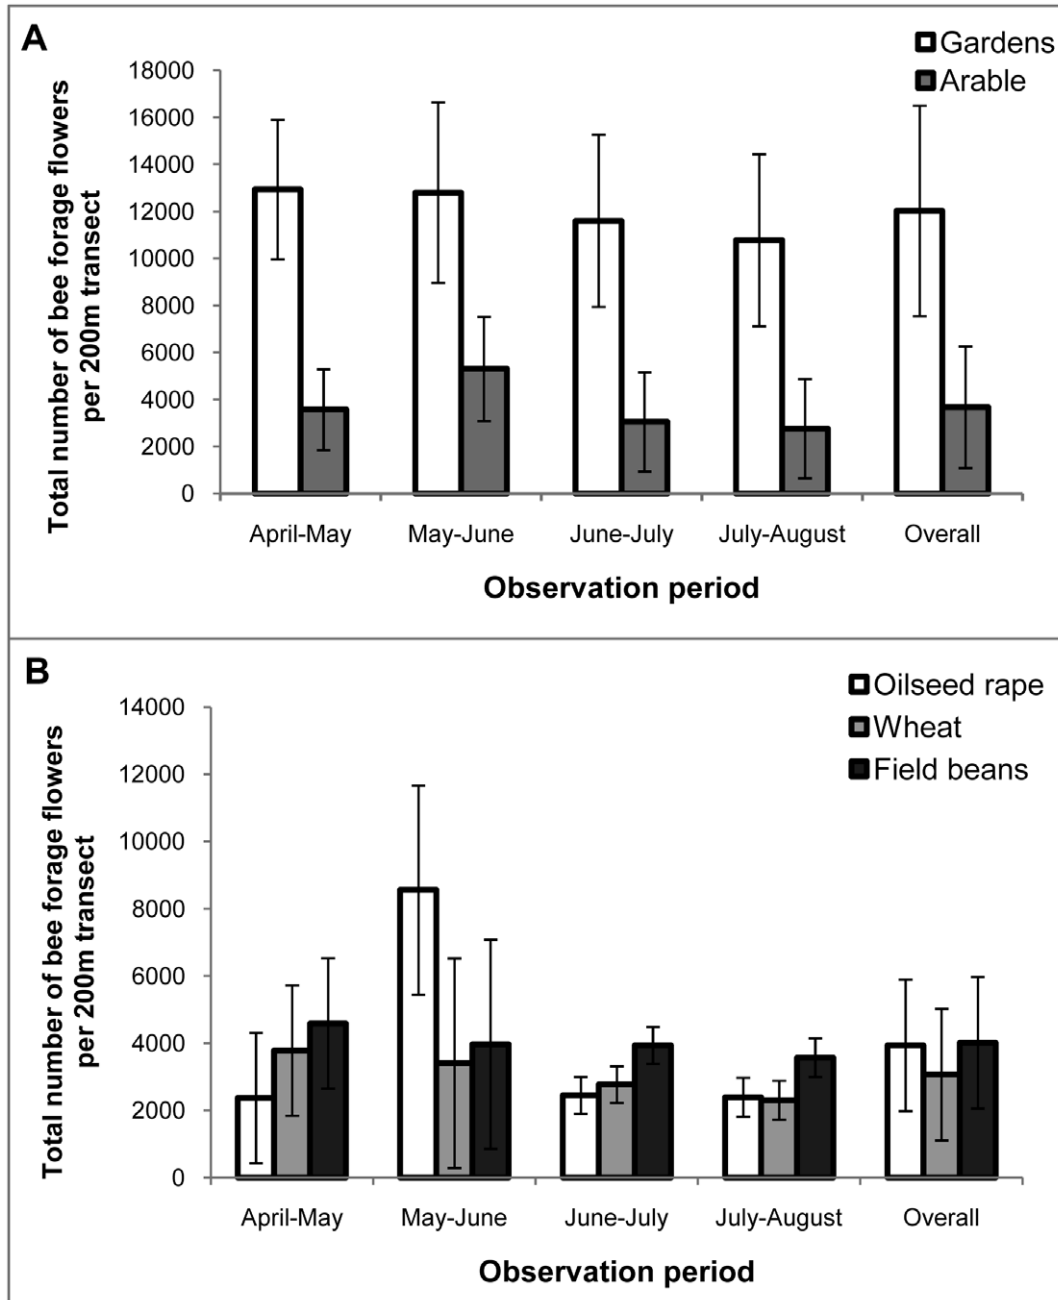 A
Gardens
Arable
Total number of bee forage flowers
per 200m transect
18000
16000
14000
12000
10000
8000
6000
4000
2000
0
April-May May-June June-July July-August Overall
Observation period
B
Oilseed rape
Wheat
Field beans
Total number of bee forage flowers
per 200m transect
14000
12000
10000
8000
6000
4000
2000
0
April-May May-June June-July July-August Overall
Observation period